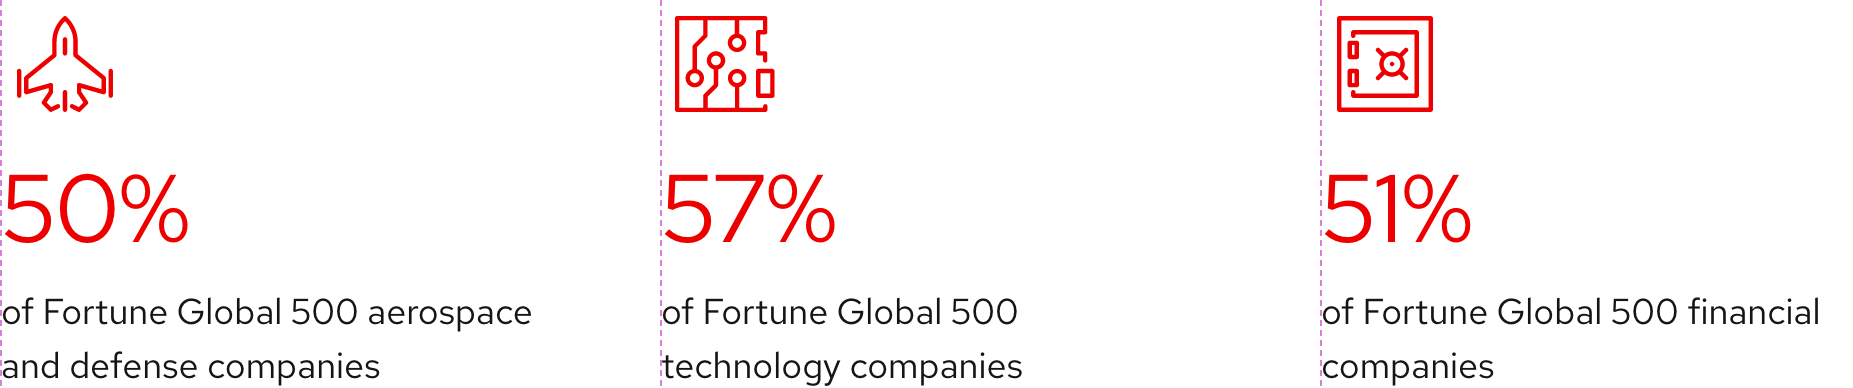 50%
of Fortune Global 500 aerospace
and defense companies
57%
of Fortune Global 500
technology companies
51%
of Fortune Global 500 financial
companies